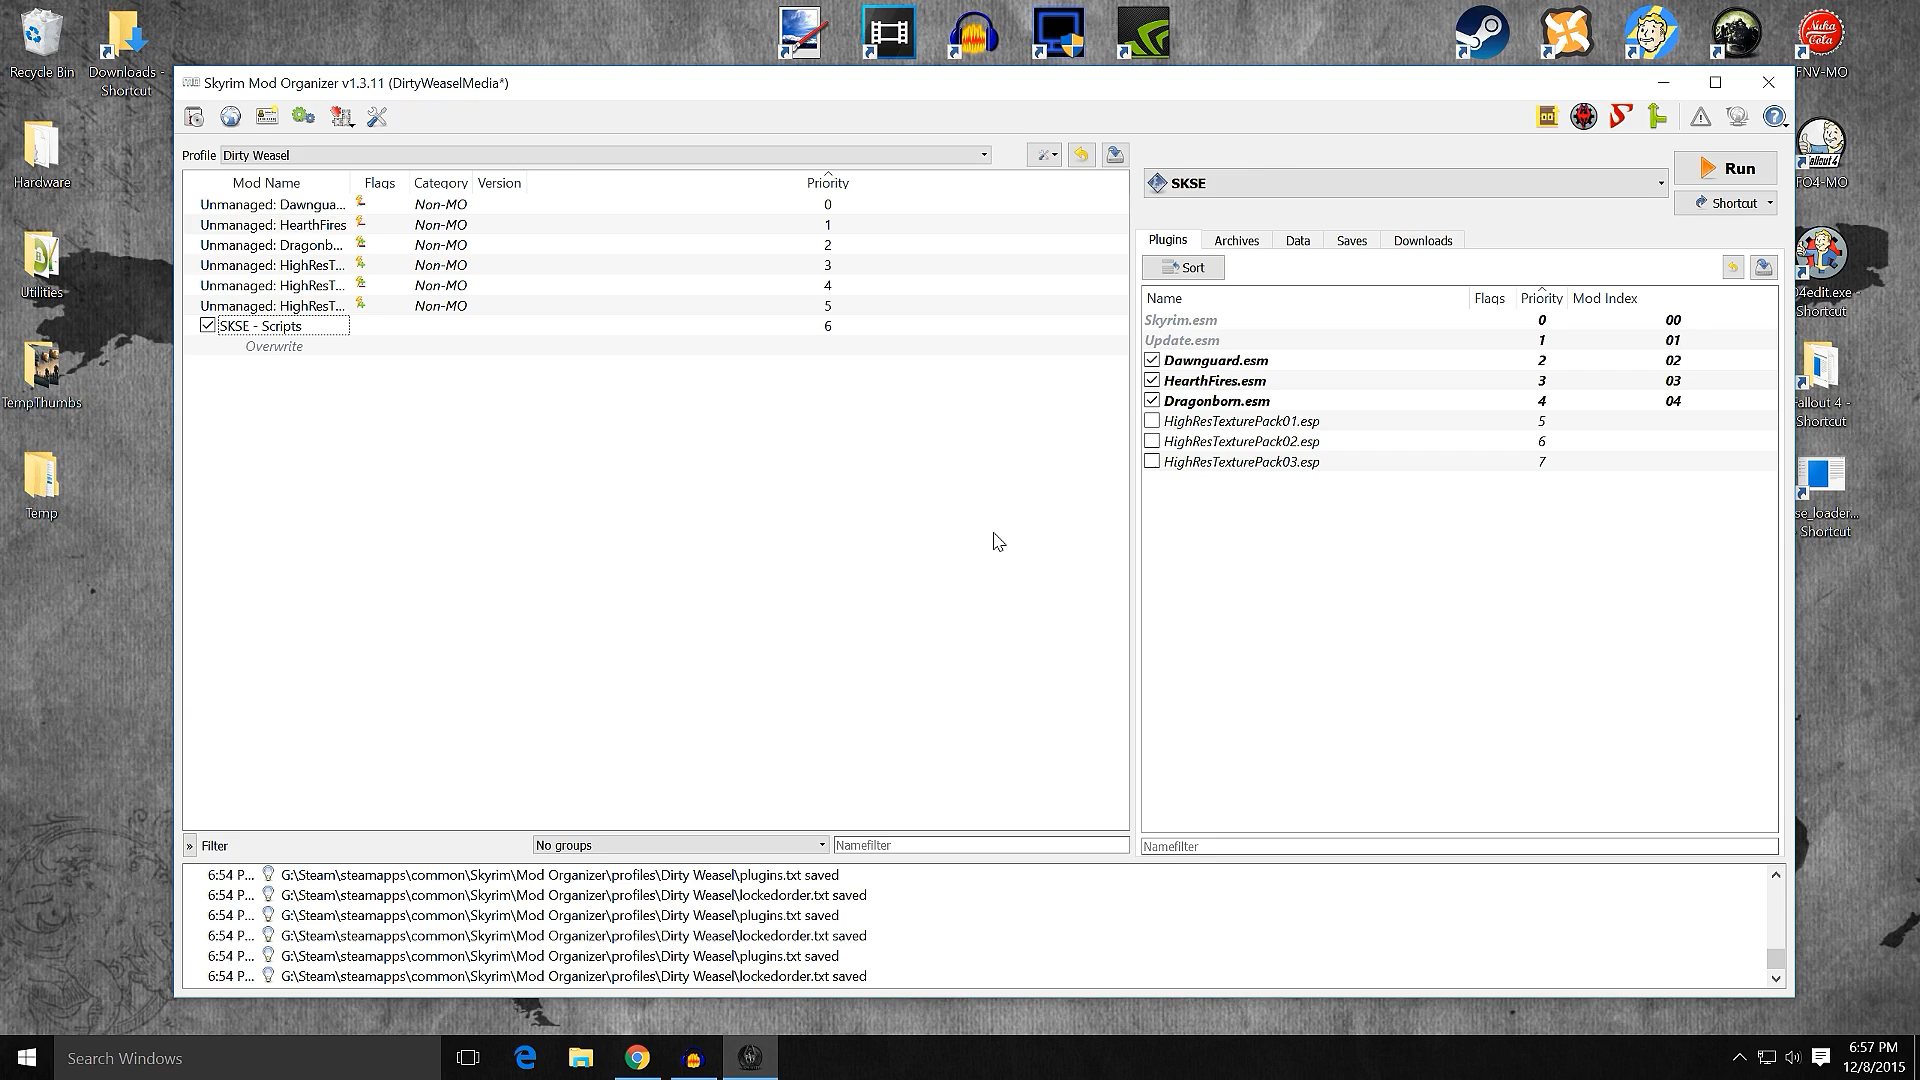 Recycle Bin
Downloads -
Shortcut
Hardware
Utilities
TempThumbs
Temp
Nuka
Cola
FNV-MO
Fallout 4
FO4-MO
04edit.exe -
Shortcut
Fallout 4 -
Shortcut
se_loader...
- Shortcut
Skyrim Mod Organizer v1.3.11 (DirtyWeaselMedia*)
Profile Dirty Weasel
Mod Name Flags Category Version Priority
Unmanaged: Dawngua... Non-MO 0
Unmanaged: HearthFires Non-MO 1
Unmanaged: Dragonb... Non-MO 2
Unmanaged: HighResT... Non-MO 3
Unmanaged: HighResT... Non-MO 4
Unmanaged: HighResT... Non-MO 5
SKSE - Scripts 6
Overwrite
» Filter No groups Namefilter
SKSE
Run
Shortcut
Plugins Archives Data Saves Downloads
Sort
Name Flags Priority Mod Index
Skyrim.esm 0 00
Update.esm 1 01
Dawnguard.esm 2 02
HearthFires.esm 3 03
Dragonborn.esm 4 04
HighResTexturePack01.esp 5
HighResTexturePack02.esp 6
HighResTexturePack03.esp 7
Namefilter
6:54 P... G:\Steam\steamapps\common\Skyrim\Mod Organizer\profiles\Dirty Weasel\plugins.txt saved
6:54 P... G:\Steam\steamapps\common\Skyrim\Mod Organizer\profiles\Dirty Weasel\lockedorder.txt saved
6:54 P... G:\Steam\steamapps\common\Skyrim\Mod Organizer\profiles\Dirty Weasel\plugins.txt saved
6:54 P... G:\Steam\steamapps\common\Skyrim\Mod Organizer\profiles\Dirty Weasel\lockedorder.txt saved
6:54 P... G:\Steam\steamapps\common\Skyrim\Mod Organizer\profiles\Dirty Weasel\plugins.txt saved
6:54 P... G:\Steam\steamapps\common\Skyrim\Mod Organizer\profiles\Dirty Weasel\lockedorder.txt saved
Search Windows
6:57 PM
12/8/2015